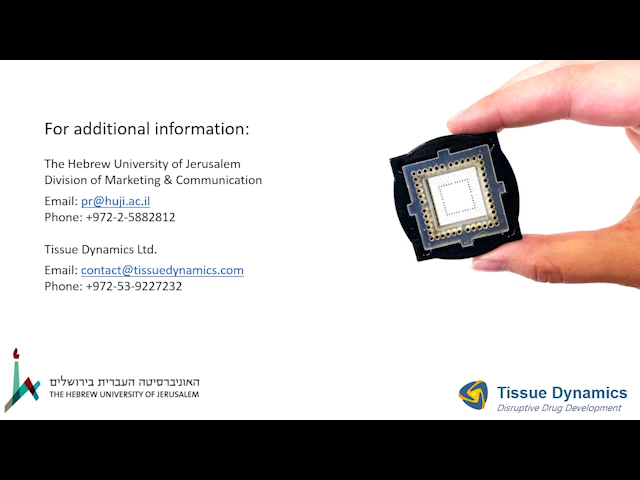 For additional information:
The Hebrew University of Jerusalem
Division of Marketing & Communication
Email: pr@huji.ac.il
Phone: +972-2-5882812
Tissue Dynamics Ltd.
Email: contact@tissuedynamics.com
Phone: +972-53-9227232
האוניברסיטה העברית בירושלים
THE HEBREW UNIVERSITY OF JERUSALEM
Tissue Dynamics
Disruptive Drug Development